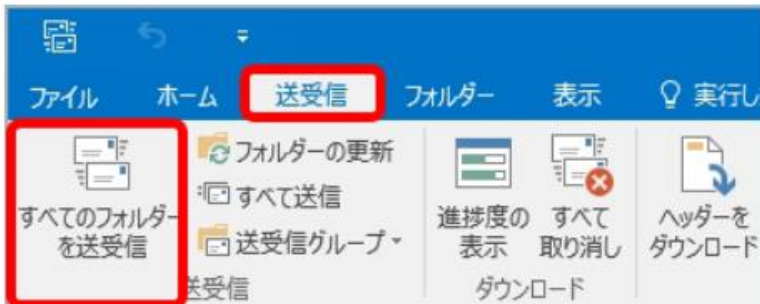 ファイル ホーム 送受信 フォルダー 表示 実行し
すべてのフォルダー
を送受信
フォルダーの更新
すべて送信
送受信グループ
進捗度の
表示
すべて
取り消し
ヘッダーを
ダウンロード
送受信
ダウンロード